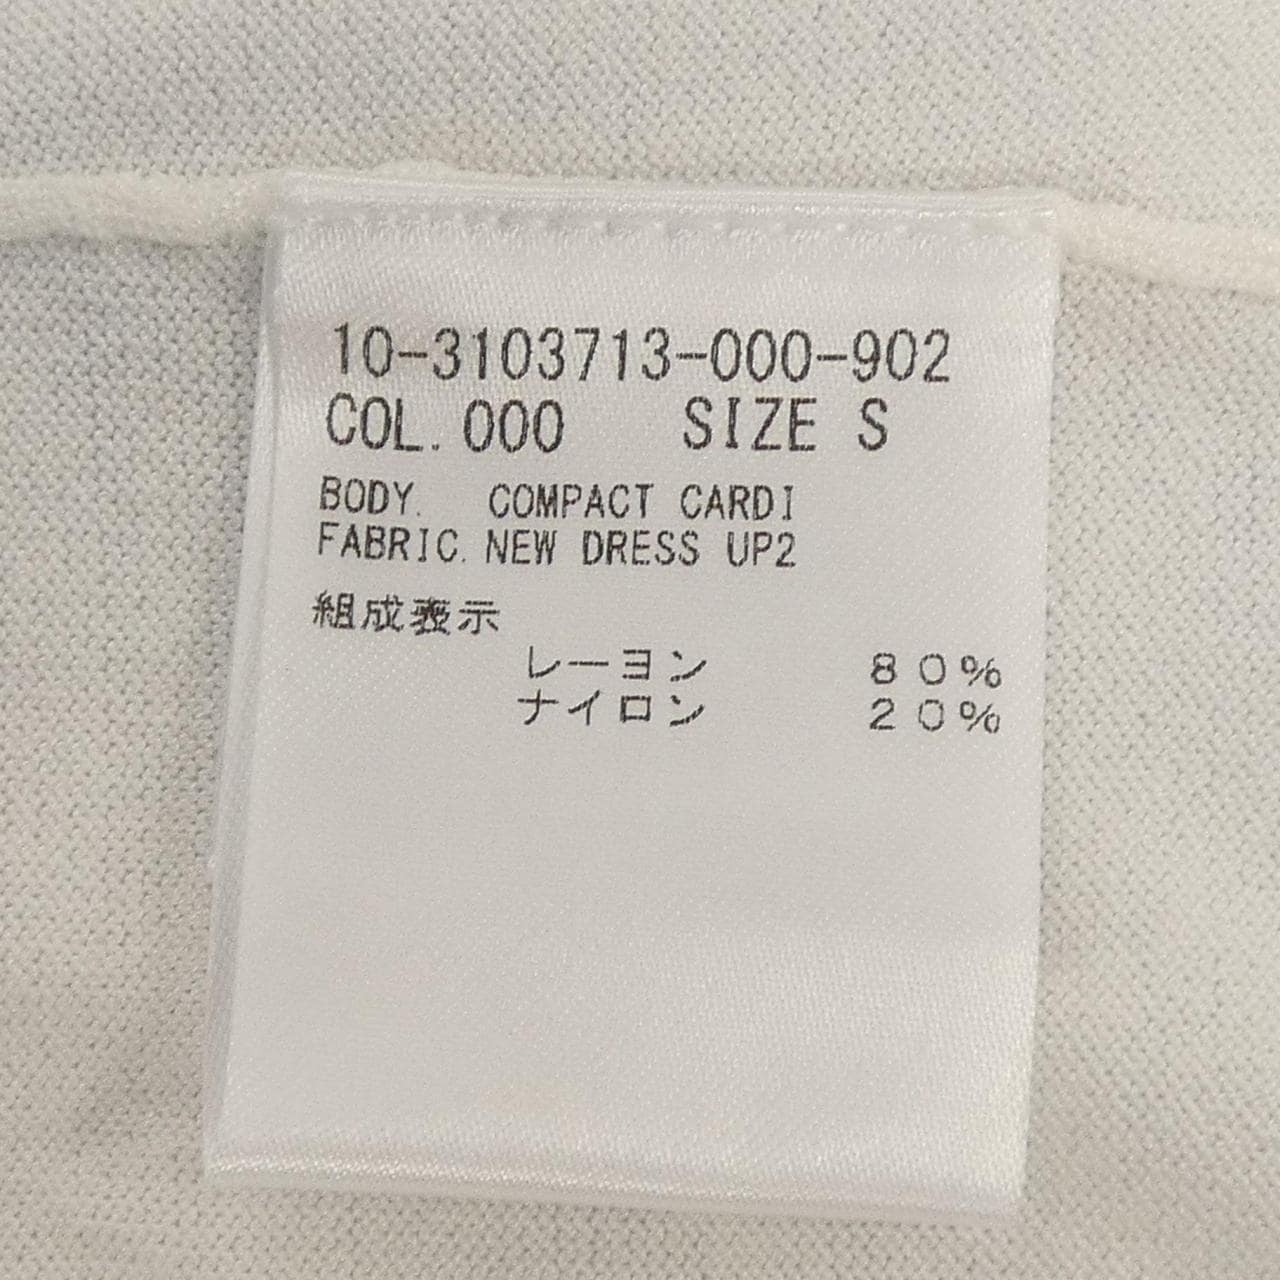 10-3103713-000-902
COL.000 SIZE S
BODY. COMPACT CARDI
FABRIC. NEW DRESS UP2
組成表示
レーヨン 80%
ナイロン 20%